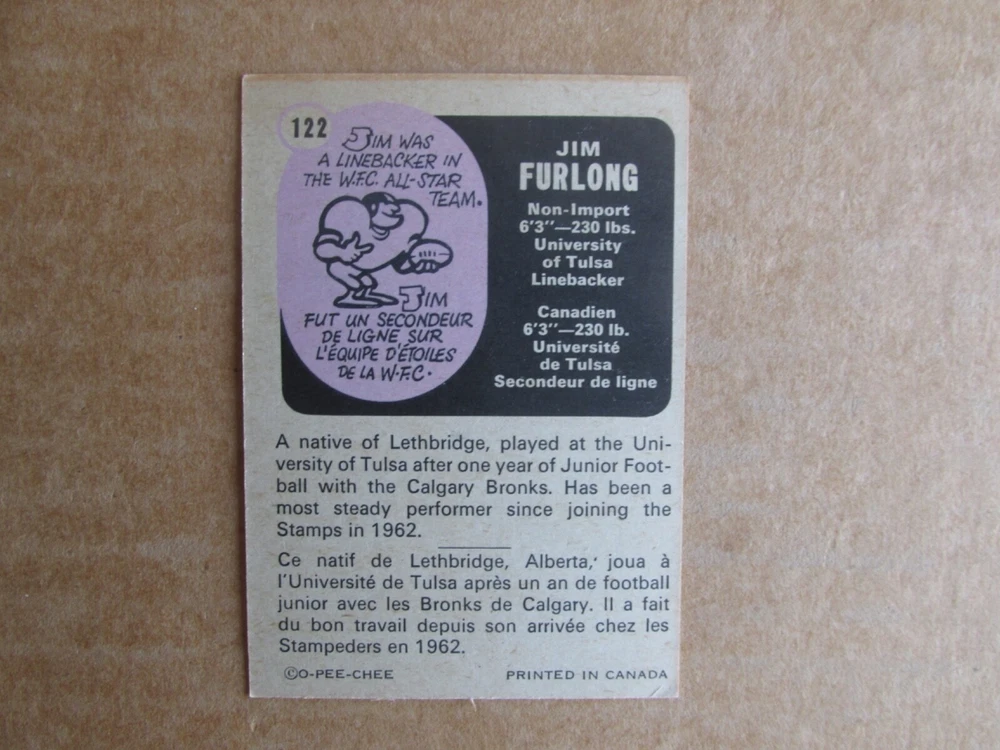 122
JIM WAS
A LINEBACKER IN
THE W.F.C. ALL-STAR
TEAM.
JIM
FUT UN SECONDEUR
DE LIGNE SUR
L'ÉQUIPE D'ÉTOILES
DE LA W.F.C.
JIM
FURLONG
Non-Import
6'3"—230 lbs.
University
of Tulsa
Linebacker
Canadien
6'3"—230 lb.
Université
de Tulsa
Secondeur de ligne
A native of Lethbridge, played at the Uni-
versity of Tulsa after one year of Junior Foot-
ball with the Calgary Bronks. Has been a
most steady performer since joining the
Stamps in 1962.
Ce natif de Lethbridge, Alberta, joua à
l'Université de Tulsa après un an de football
junior avec les Bronks de Calgary. Il a fait
du bon travail depuis son arrivée chez les
Stampeders en 1962.
©O-PEE-CHEE PRINTED IN CANADA